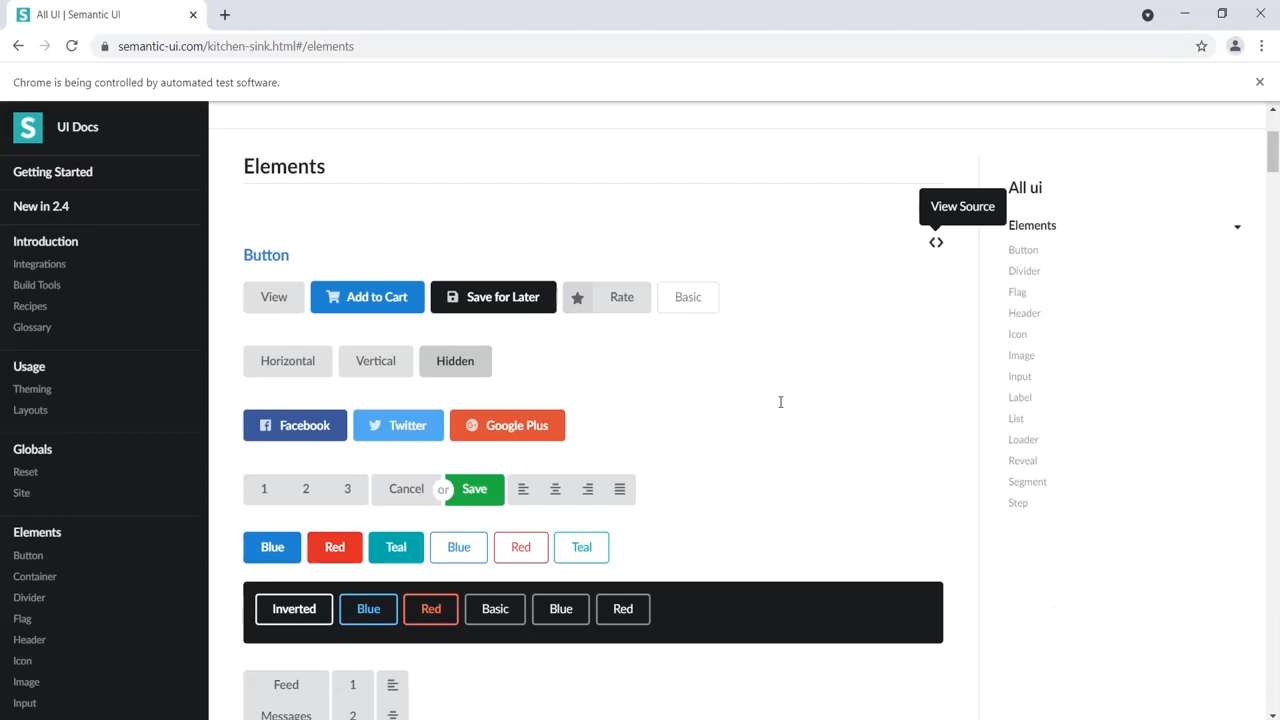 All UI | Semantic UI
semantic-ui.com/kitchen-sink.html#/elements
Chrome is being controlled by automated test software.
S UI Docs
Getting Started
New in 2.4
Introduction
Integrations
Build Tools
Recipes
Glossary
Usage
Theming
Layouts
Globals
Reset
Site
Elements
Button
Container
Divider
Flag
Header
Icon
Image
Input
Elements
View Source
Button
View Add to Cart Save for Later Rate Basic
Horizontal Vertical Hidden
Facebook Twitter Google Plus
1 2 3 Cancel or Save
Blue Red Teal Blue Red Teal
Inverted Blue Red Basic Blue Red
Feed 1
Messages 2
All ui
Elements
Button
Divider
Flag
Header
Icon
Image
Input
Label
List
Loader
Reveal
Segment
Step